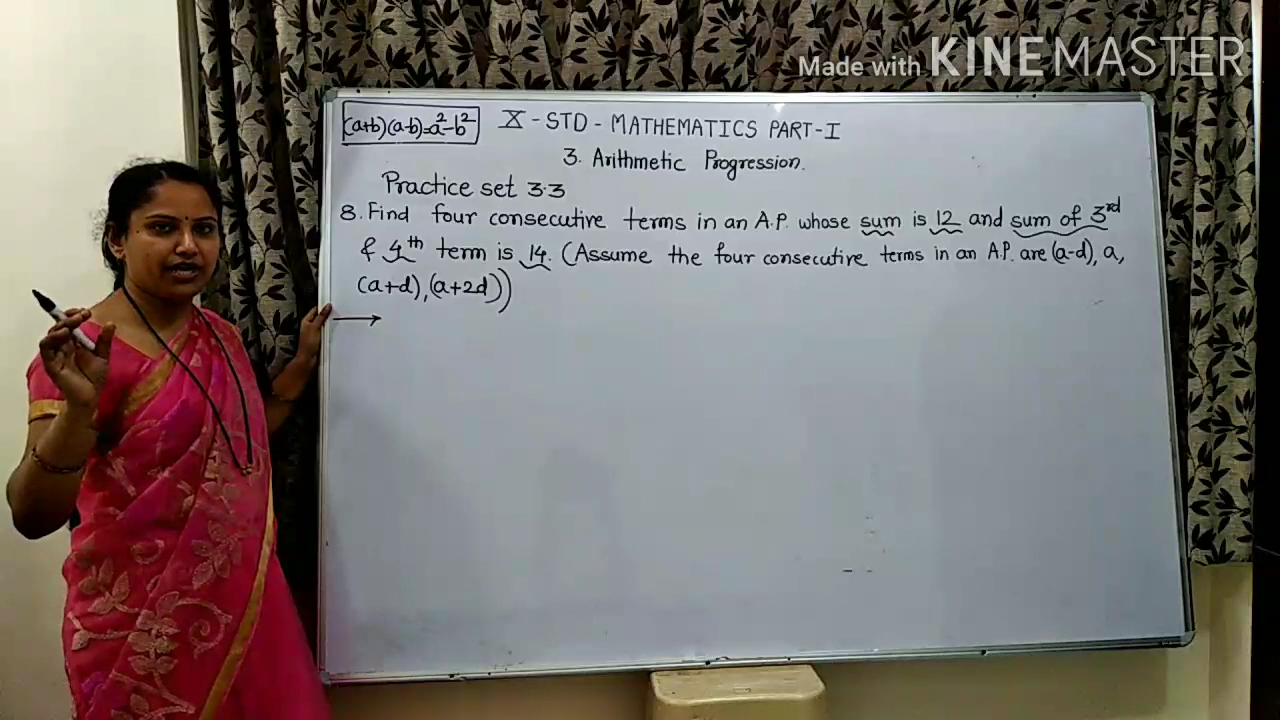 Made with KINEMASTER
(a+b)(a-b)=a²-b² X - STD - MATHEMATICS PART-I
3. Arithmetic Progression.
Practice set 3.3
8. Find four consecutive terms in an A.P. whose sum is 12 and sum of 3rd
& 4th term is 14. (Assume the four consecutive terms in an A.P. are (a-d), a,
(a+d), (a+2d))